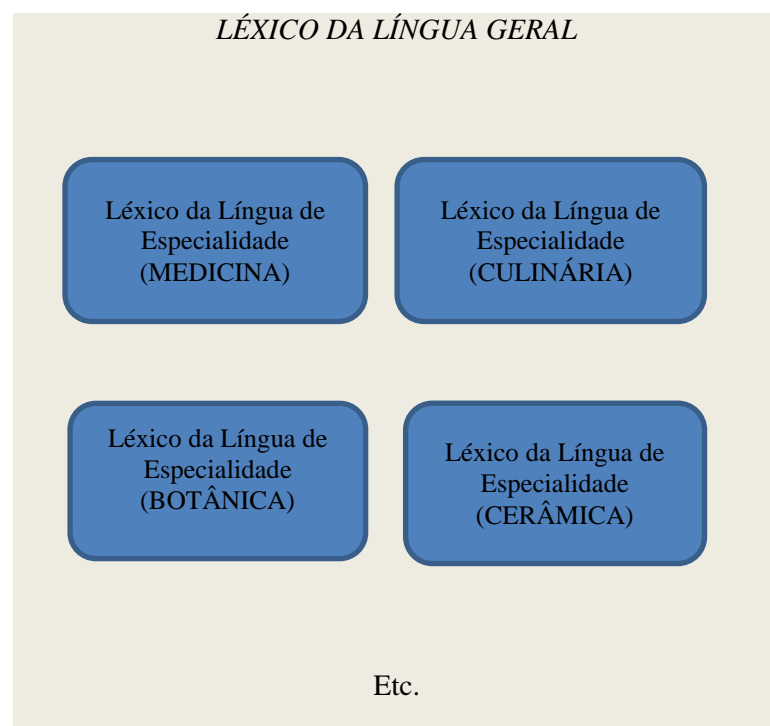 LÉXICO DA LÍNGUA GERAL
Léxico da Língua de
Especialidade
(MEDICINA)
Léxico da Língua de
Especialidade
(CULINÁRIA)
Léxico da Língua de
Especialidade
(BOTÂNICA)
Léxico da Língua de
Especialidade
(CERÂMICA)
Etc.